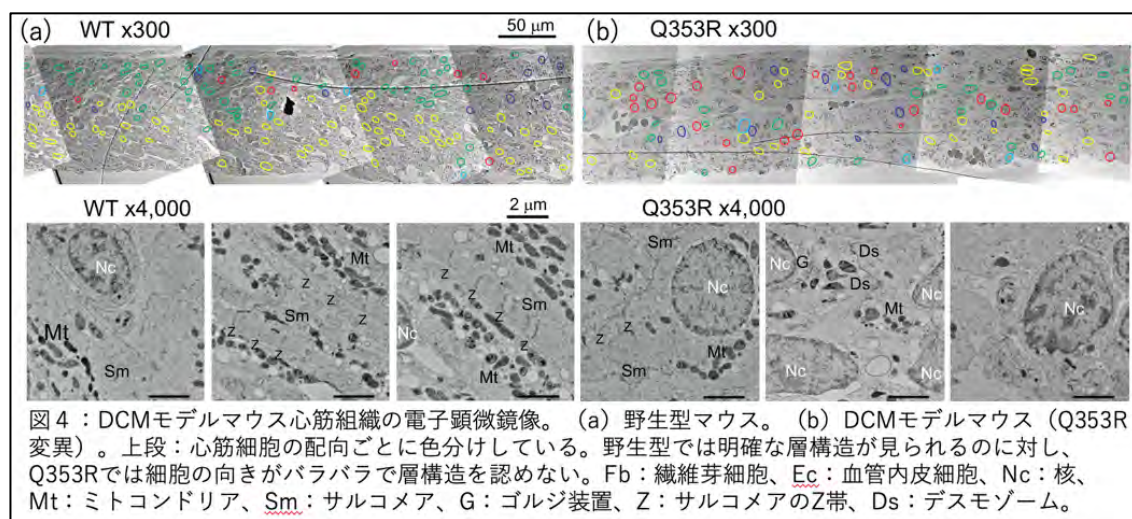 (a) WT x300 50 μm (b) Q353R x300
WT x4,000 2 μm Q353R x4,000
Nc Mt Sm
Mt Z Z Z Sm Z Z Z
Mt Z Z Sm Z Z Nc Mt
Sm Z Z Nc Mt Sm
Nc G Ds Ds Mt Nc Nc
Nc
図4:DCMモデルマウス心筋組織の電子顕微鏡像。(a) 野生型マウス。(b) DCMモデルマウス(Q353R
変異)。上段:心筋細胞の配向ごとに色分けしている。野生型では明確な層構造が見られるのに対し、
Q353Rでは細胞の向きがバラバラで層構造を認めない。Fb:繊維芽細胞、Ec:血管内皮細胞、Nc:核、
Mt:ミトコンドリア、Sm:サルコメア、G:ゴルジ装置、Z:サルコメアのZ帯、Ds:デスモゾーム。